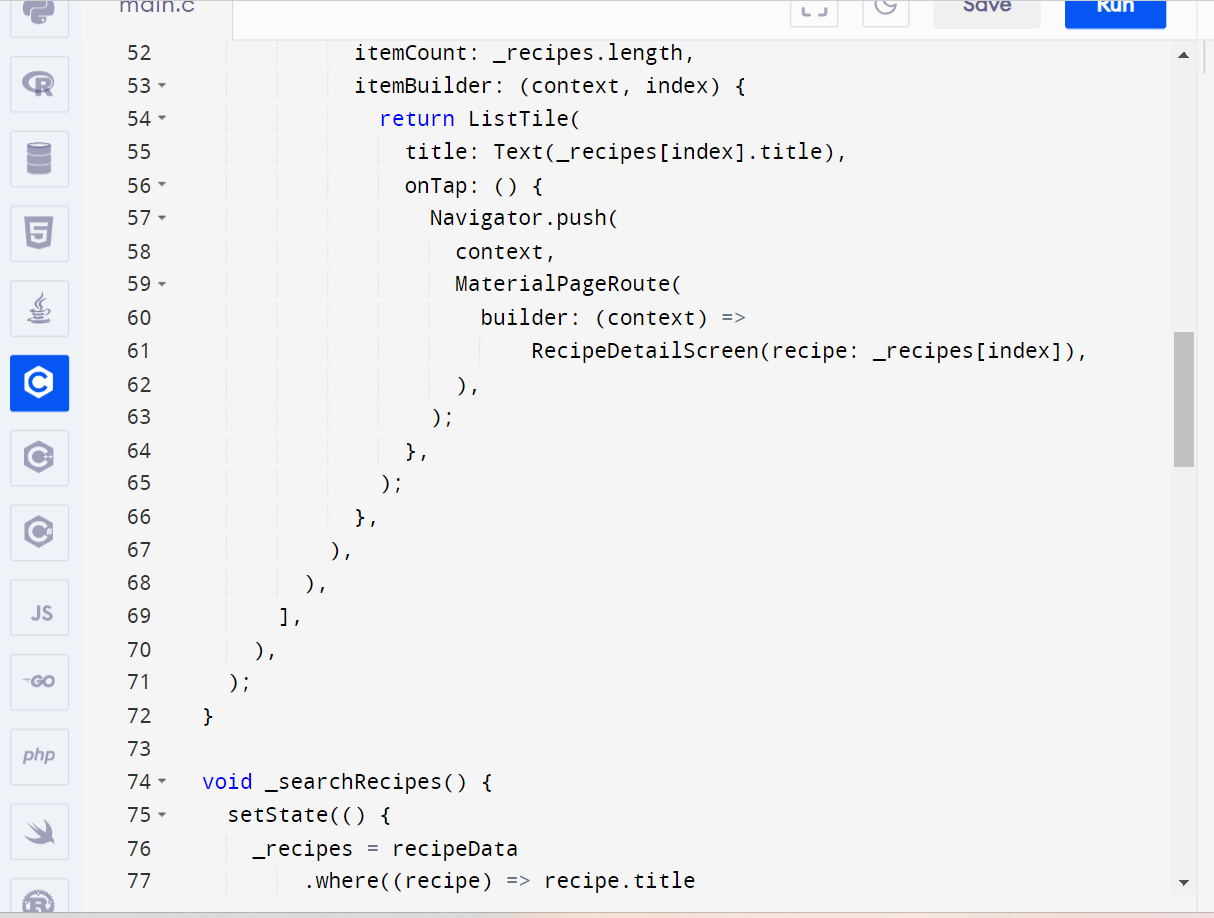 main.c
Save
Run
52 itemCount: _recipes.length,
53 itemBuilder: (context, index) {
54 return ListTile(
55 title: Text(_recipes[index].title),
56 onTap: () {
57 Navigator.push(
58 context,
59 MaterialPageRoute(
60 builder: (context) =>
61 RecipeDetailScreen(recipe: _recipes[index]),
62 ),
63 );
64 },
65 );
66 },
67 ),
68 ),
69 ],
70 ),
71 );
72 }
73
74 void _searchRecipes() {
75 setState(() {
76 _recipes = recipeData
77 .where((recipe) => recipe.title
R
5
C
C++
C#
JS
GO
php
R